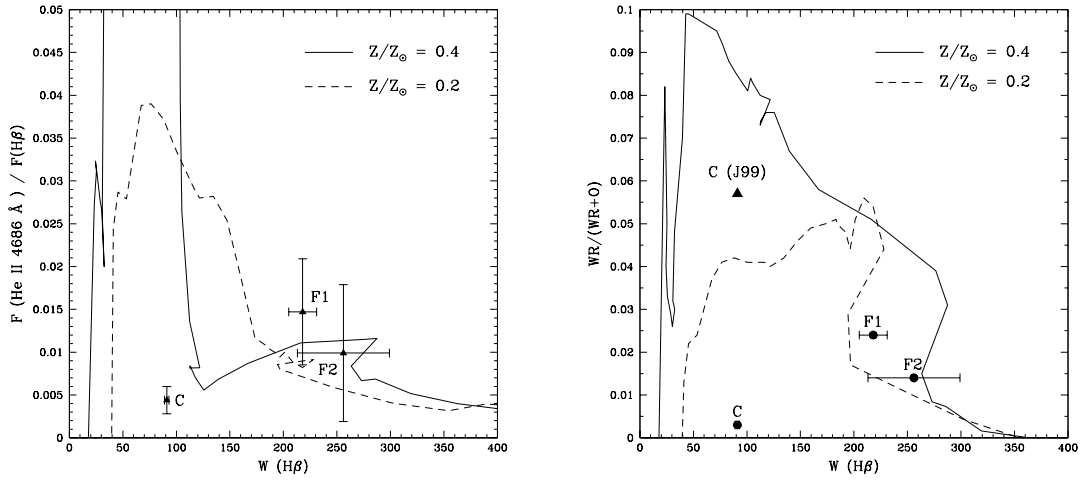 0.05
0.045
0.04
0.035
0.03
0.025
0.02
0.015
0.01
0.005
0
F (He II 4686 Å ) / F(Hβ)
Z/Z⊙ = 0.4
Z/Z⊙ = 0.2
F1
F2
C
0 50 100 150 200 250 300 350 400
W (Hβ)
0.1
0.09
0.08
0.07
0.06
0.05
0.04
0.03
0.02
0.01
0
WR/(WR+O)
Z/Z⊙ = 0.4
Z/Z⊙ = 0.2
C (J99)
F1
F2
C
0 50 100 150 200 250 300 350 400
W (Hβ)